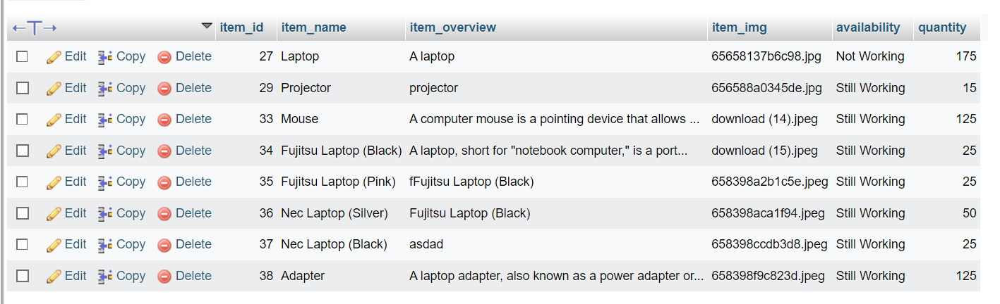 ←T→ item_id item_name item_overview item_img availability quantity
Edit Copy Delete 27 Laptop A laptop 65658137b6c98.jpg Not Working 175
Edit Copy Delete 29 Projector projector 656588a0345de.jpg Still Working 15
Edit Copy Delete 33 Mouse A computer mouse is a pointing device that allows ... download (14).jpeg Still Working 125
Edit Copy Delete 34 Fujitsu Laptop (Black) A laptop, short for "notebook computer," is a port... download (15).jpeg Still Working 25
Edit Copy Delete 35 Fujitsu Laptop (Pink) fFujitsu Laptop (Black) 658398a2b1c5e.jpeg Still Working 25
Edit Copy Delete 36 Nec Laptop (Silver) Fujitsu Laptop (Black) 658398aca1f94.jpeg Still Working 50
Edit Copy Delete 37 Nec Laptop (Black) asdad 658398ccdb3d8.jpeg Still Working 25
Edit Copy Delete 38 Adapter A laptop adapter, also known as a power adapter or... 658398f9c823d.jpeg Still Working 125